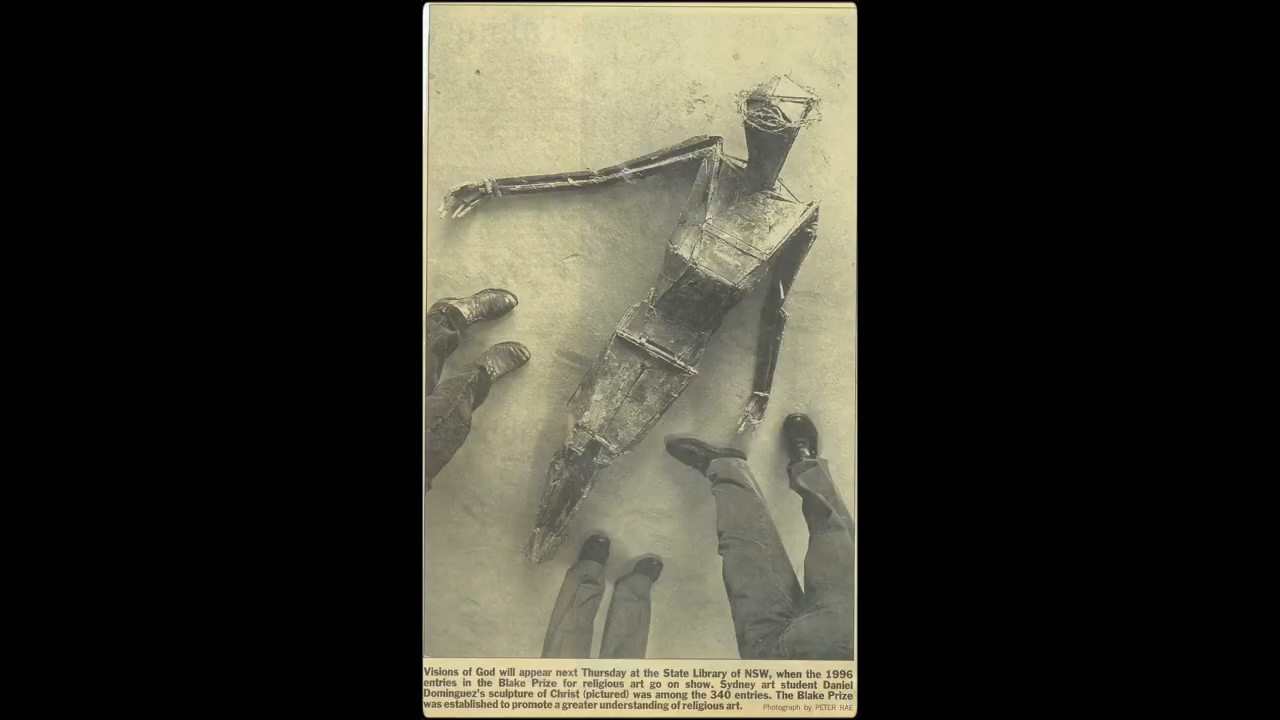 Visions of God will appear next Thursday at the State Library of NSW, when the 1996
entries in the Blake Prize for religious art go on show. Sydney art student Daniel
Dominguez's sculpture of Christ (pictured) was among the 340 entries. The Blake Prize
was established to promote a greater understanding of religious art. Photograph by PETER RAE